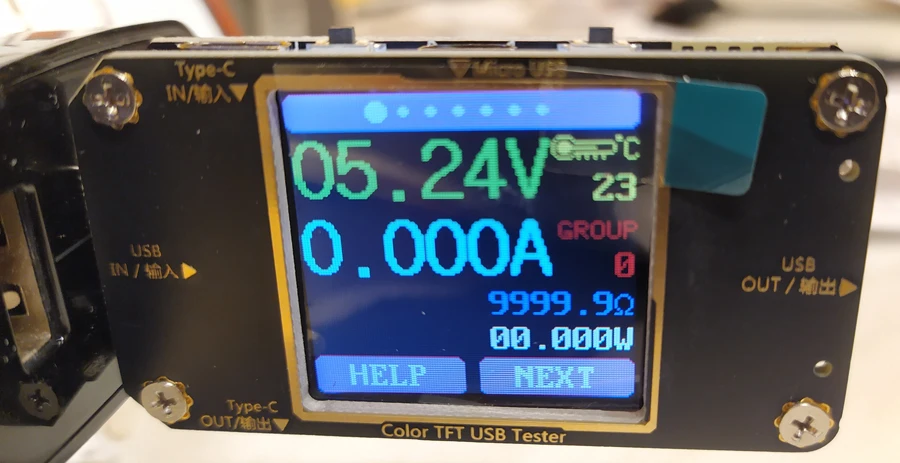 Type-C
IN/输入▼
▼Micro USB
05.24V
℃
23
0.000A
GROUP
0
9999.9Ω
00.000W
HELP
NEXT
USB
IN / 输入▶
USB
OUT / 输出▶
Type-C
OUT/输出▼
Color TFT USB Tester